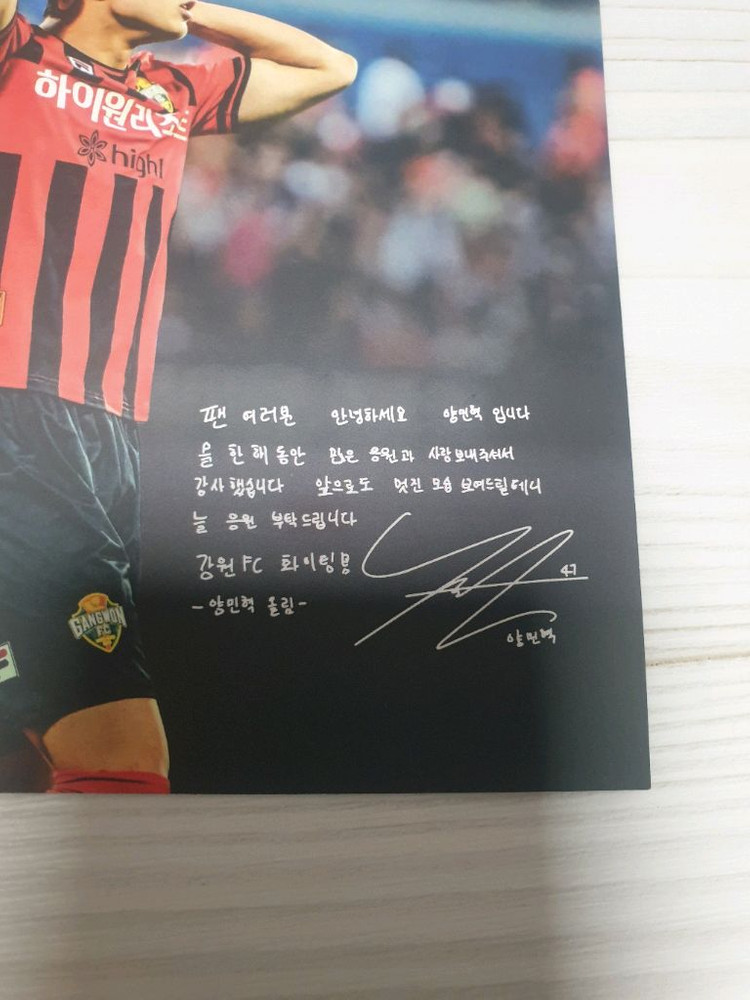 하이원리조트
high1
팬 여러분 안녕하세요 양민혁 입니다
올 한 해 동안 많은 응원과 사랑 보내주셔서
감사했습니다 앞으로도 멋진 모습 보여드릴테니
늘 응원 부탁드립니다
강원FC 화이팅!
-양민혁 올림-
47
양민혁
GANGWON
FC